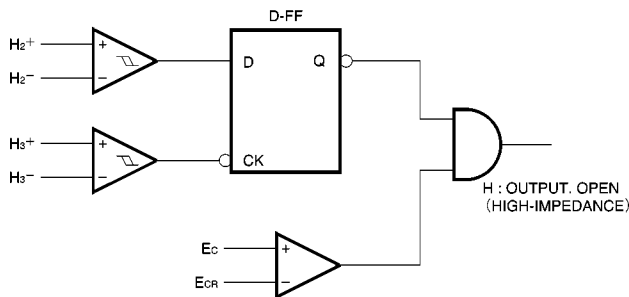 D-FF
H2+
+
H2−
−
D
Q
H3+
+
H3−
−
CK
EC
+
ECR
−
H : OUTPUT. OPEN
(HIGH-IMPEDANCE)